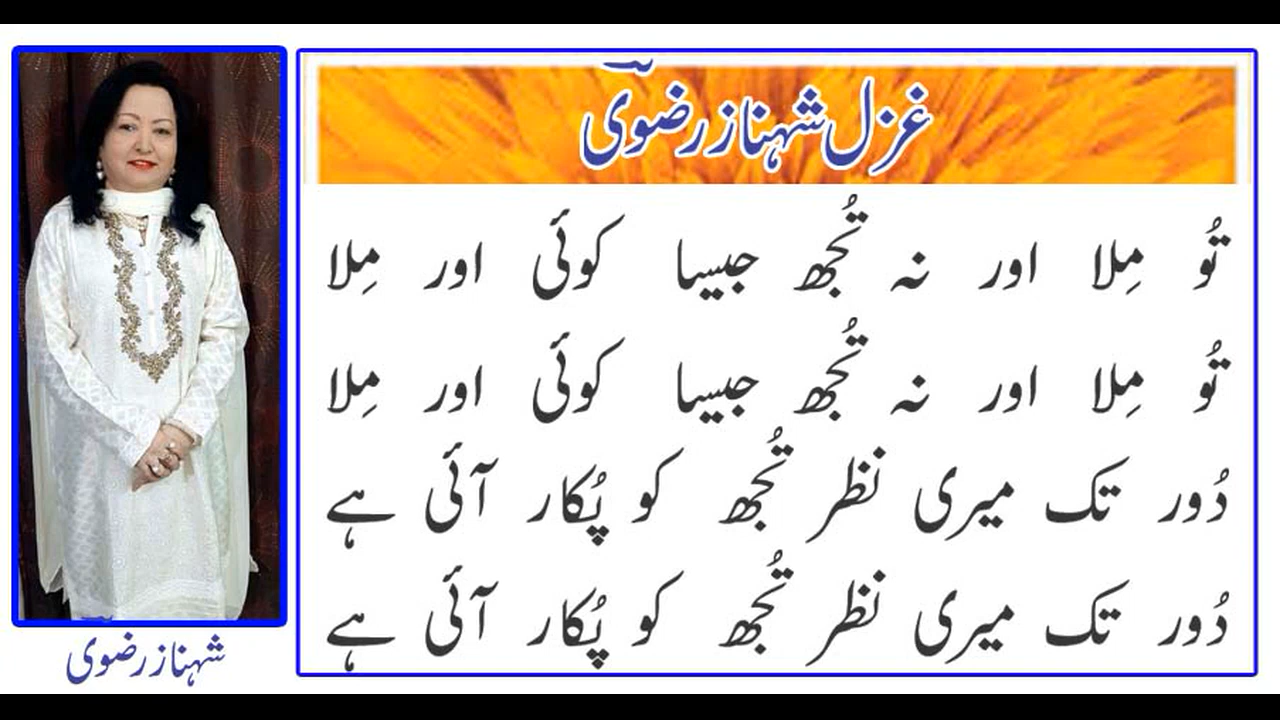 غزل شہناز رضوی
تُو مِلا اور نہ تُجھ جیسا کوئی اور مِلا
تُو مِلا اور نہ تُجھ جیسا کوئی اور مِلا
دُور تک میری نظر تُجھ کو پُکار آئی ہے
دُور تک میری نظر تُجھ کو پُکار آئی ہے
شہناز رضوی